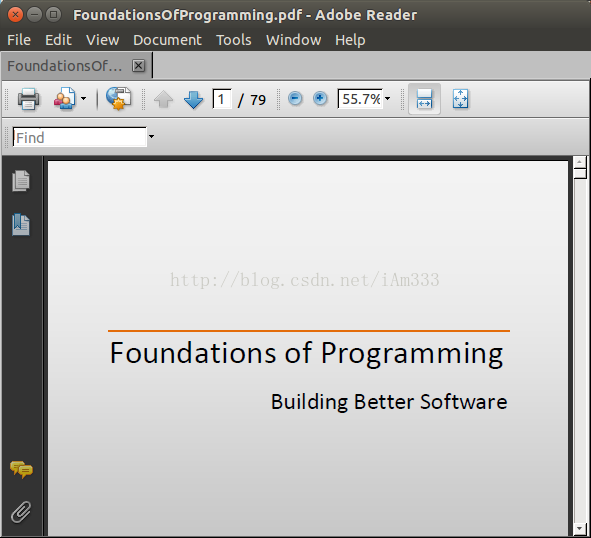 FoundationsOfProgramming.pdf - Adobe Reader
File Edit View Document Tools Window Help
FoundationsOf...
1 / 79 55.7%
Find
http://blog.csdn.net/iAm333
Foundations of Programming
Building Better Software